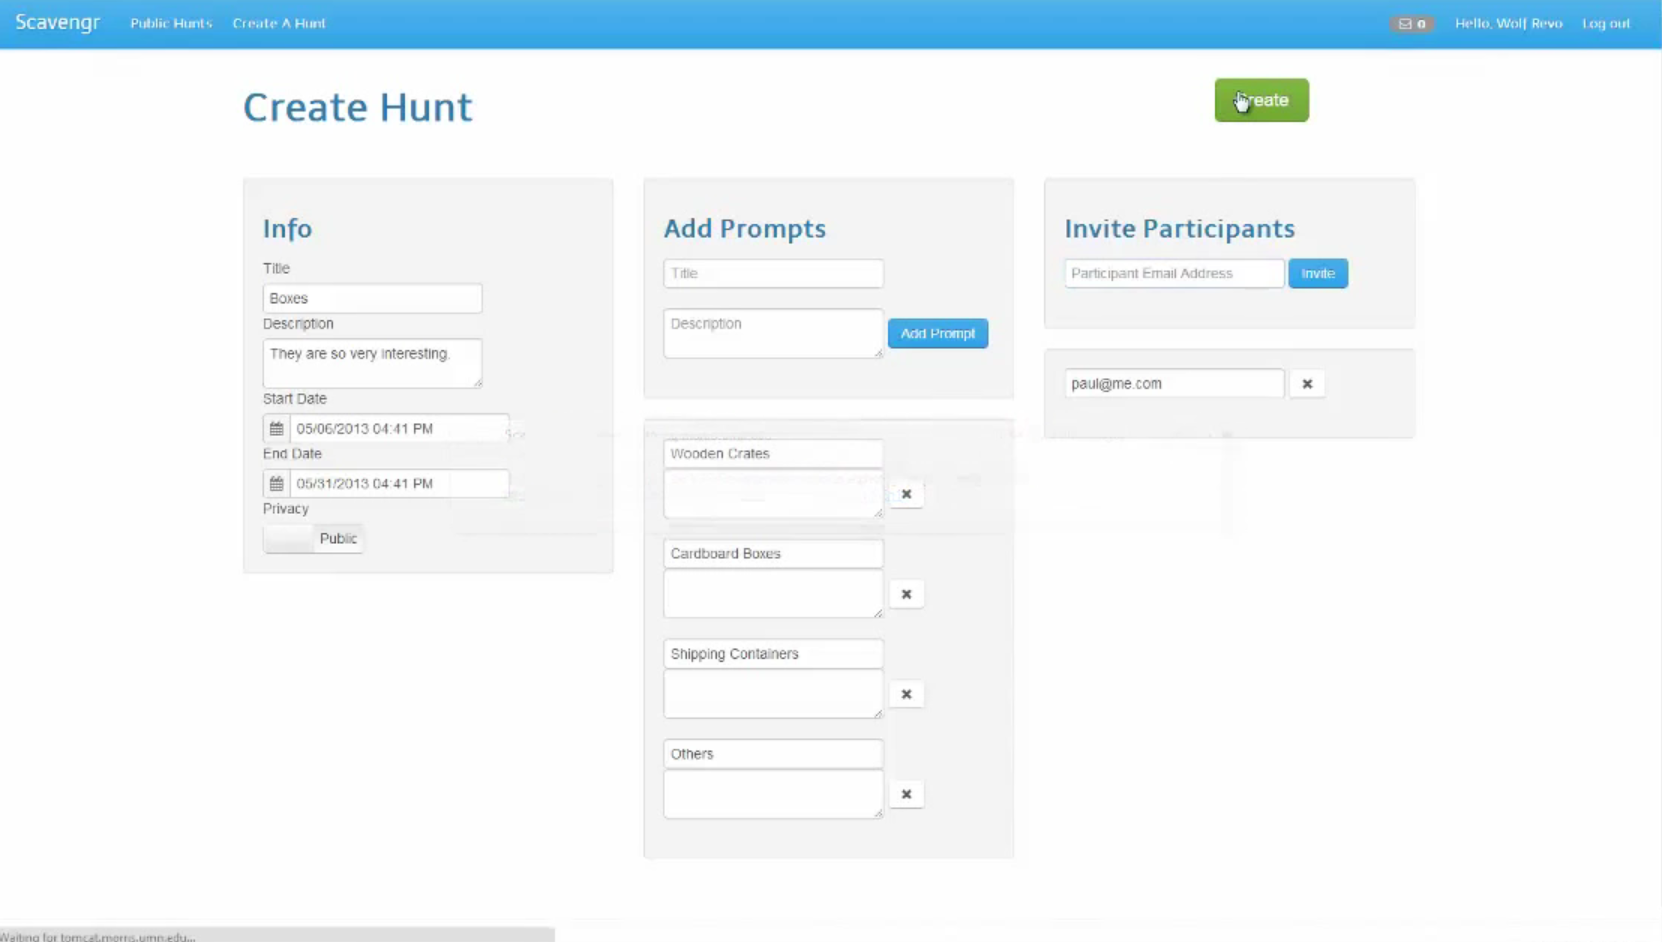 Scavengr
Public Hunts
Create A Hunt
0
Hello, Wolf Revo
Log out
Create Hunt
Info
Title
Boxes
Description
They are so very interesting.
Start Date
05/06/2013 04:41 PM
End Date
05/31/2013 04:41 PM
Privacy
Public
Add Prompts
Title
Description
Add Prompt
Wooden Crates
Cardboard Boxes
Shipping Containers
Others
Invite Participants
Participant Email Address
Invite
paul@me.com
Waiting for tomcat.morris.umn.edu...